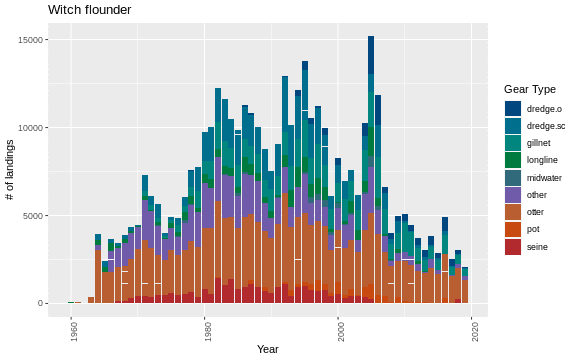 Witch flounder
15000
10000
5000
0
# of landings
1960
1980
2000
2020
Year
Gear Type
dredge.o
dredge.sc
gillnet
longline
midwater
other
otter
pot
seine